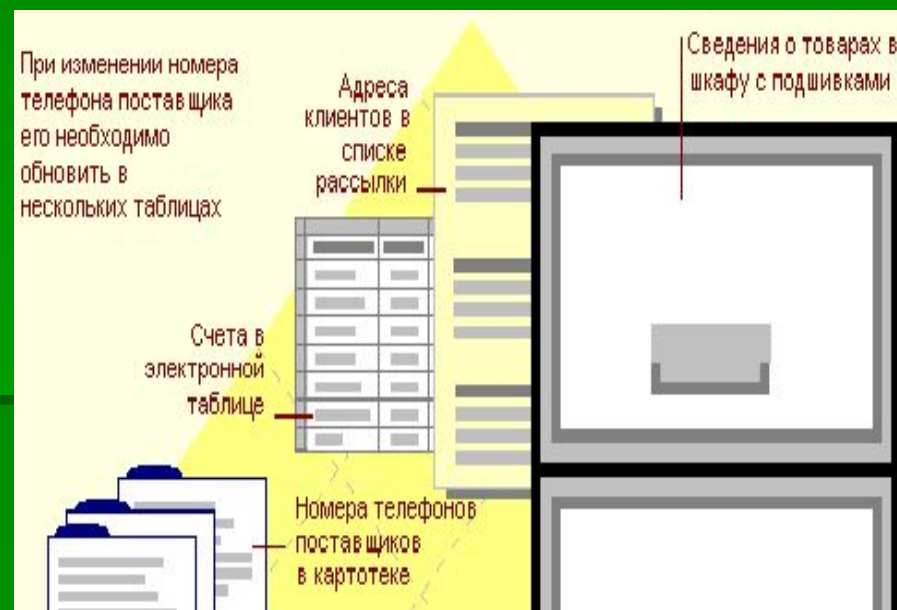 При изменении номера
телефона поставщика
его необходимо
обновить в
нескольких таблицах
Адреса
клиентов в
списке
рассылки
Сведения о товарах в
шкафу с подшивками
Счета в
электронной
таблице
Номера телефонов
поставщиков
в картотеке